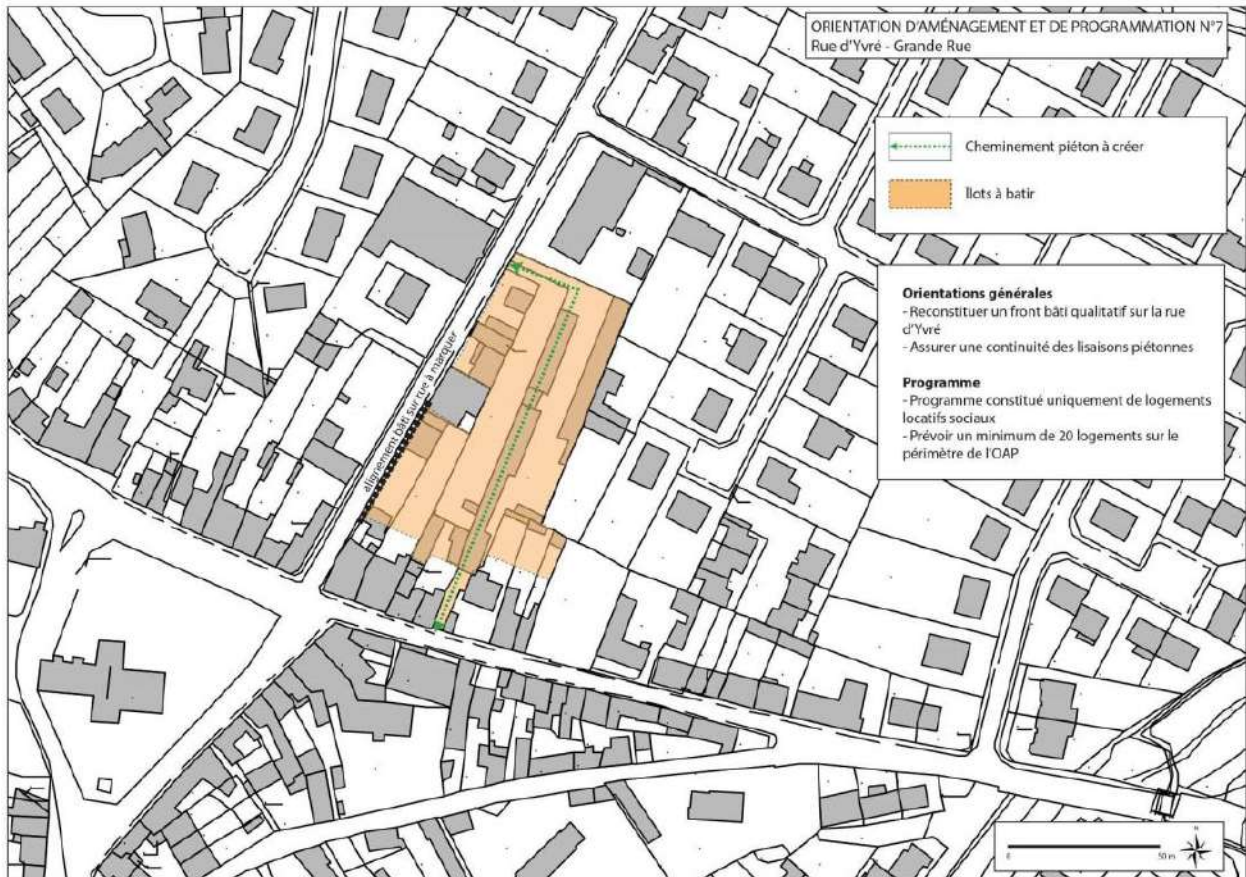 ORIENTATION D'AMÉNAGEMENT ET DE PROGRAMMATION N°7
Rue d'Yvré - Grande Rue
Cheminement piéton à créer
Îlots à batir
Orientations générales
- Reconstituer un front bâti qualitatif sur la rue
d'Yvré
- Assurer une continuité des lisaisons piétonnes
Programme
- Programme constitué uniquement de logements
locatifs sociaux
- Prévoir un minimum de 20 logements sur le
périmètre de l'OAP
alignement bâti sur rue à marquer
N
0 50 m